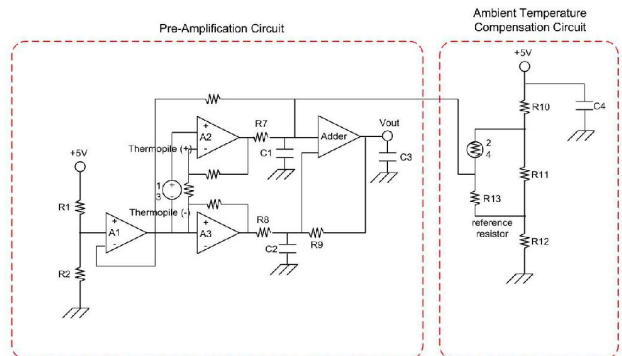 Pre-Amplification Circuit
Ambient Temperature
Compensation Circuit
+5V
R10
C4
R7
Vout
+
A2
-
Adder
C1
C3
Thermopile (+)
2
4
+5V
R11
1
3
+
-
R13
Thermopile (-)
R1
reference
resistor
+
A1
-
+
A3
-
R8
R9
C2
R12
R2